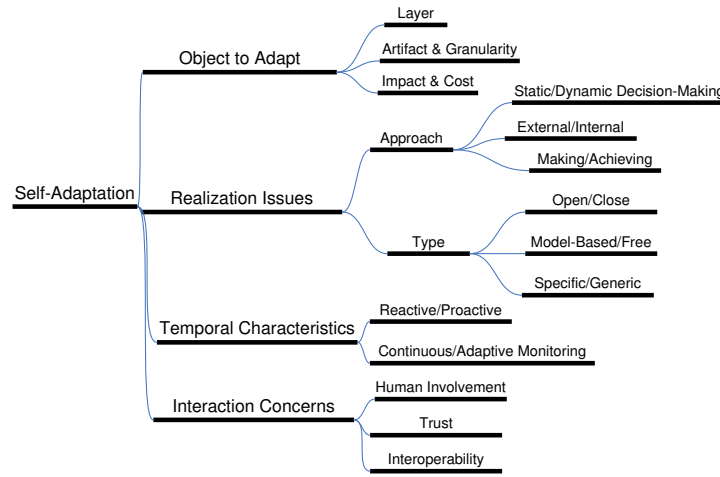 Self-Adaptation
Object to Adapt
Layer
Artifact & Granularity
Impact & Cost
Realization Issues
Approach
Static/Dynamic Decision-Making
External/Internal
Making/Achieving
Type
Open/Close
Model-Based/Free
Specific/Generic
Temporal Characteristics
Reactive/Proactive
Continuous/Adaptive Monitoring
Interaction Concerns
Human Involvement
Trust
Interoperability